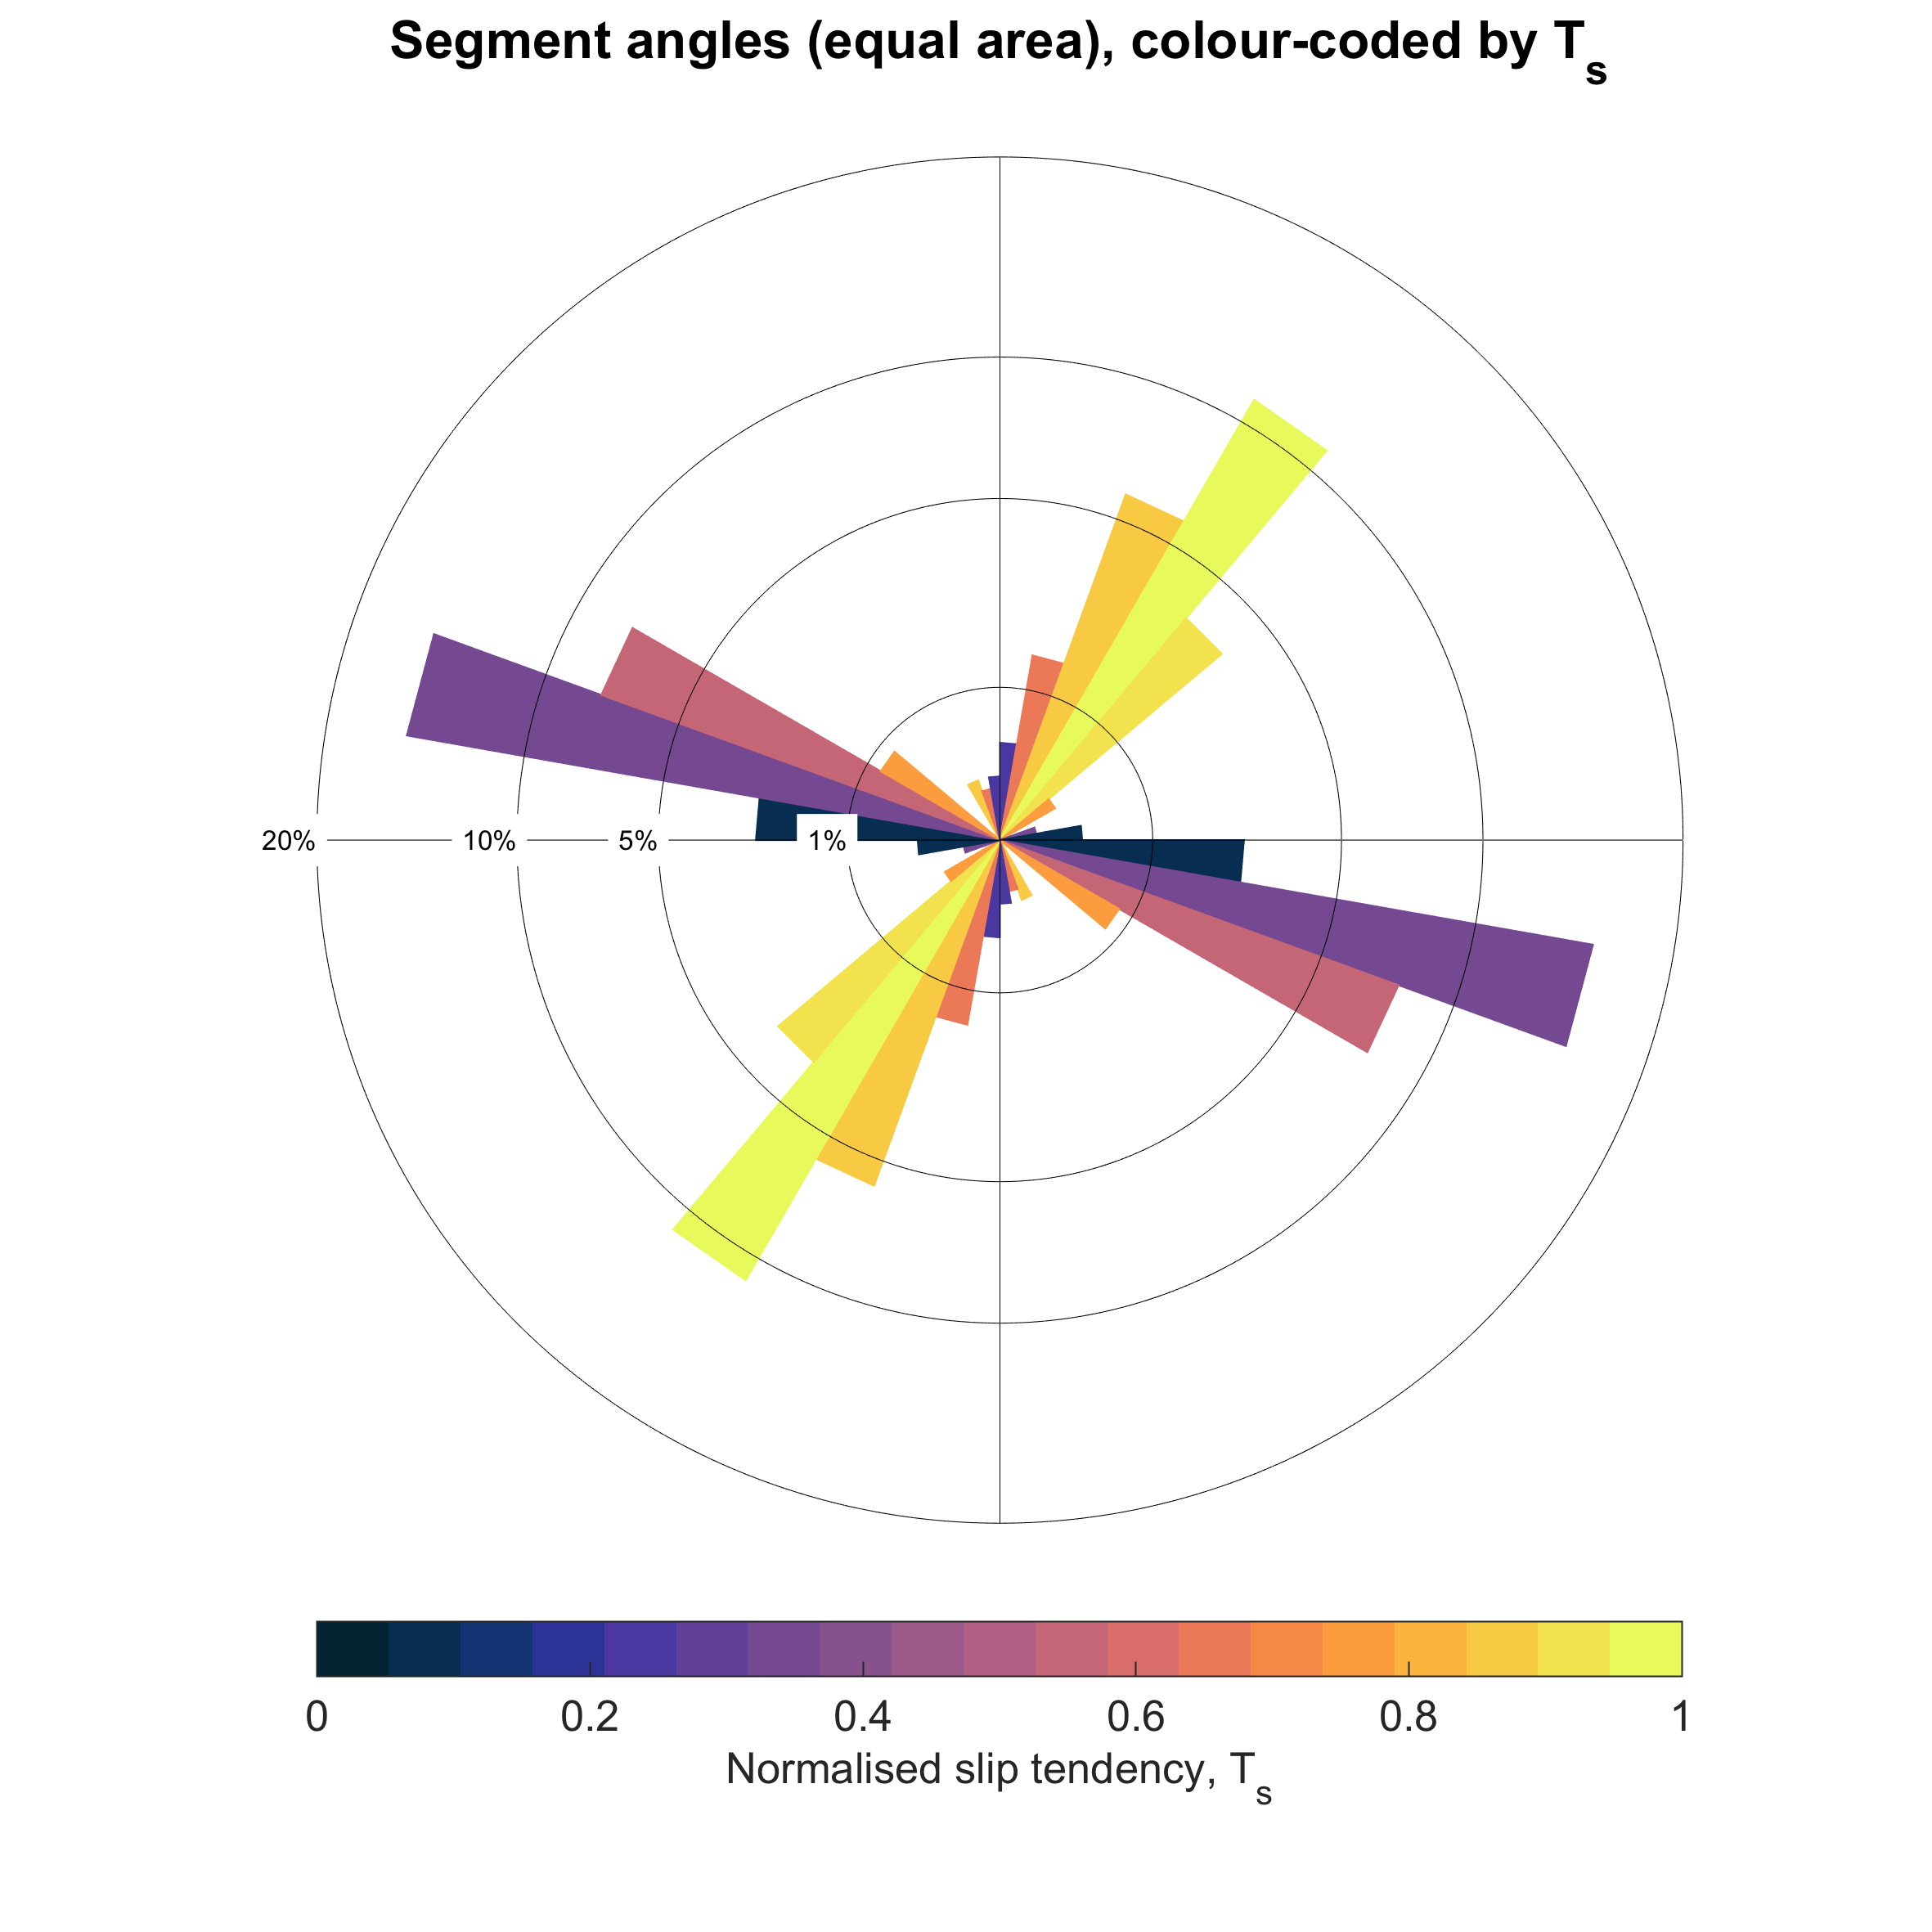 Segment angles (equal area), colour-coded by Ts
20% 10% 5% 1%
0 0.2 0.4 0.6 0.8 1
Normalised slip tendency, Ts